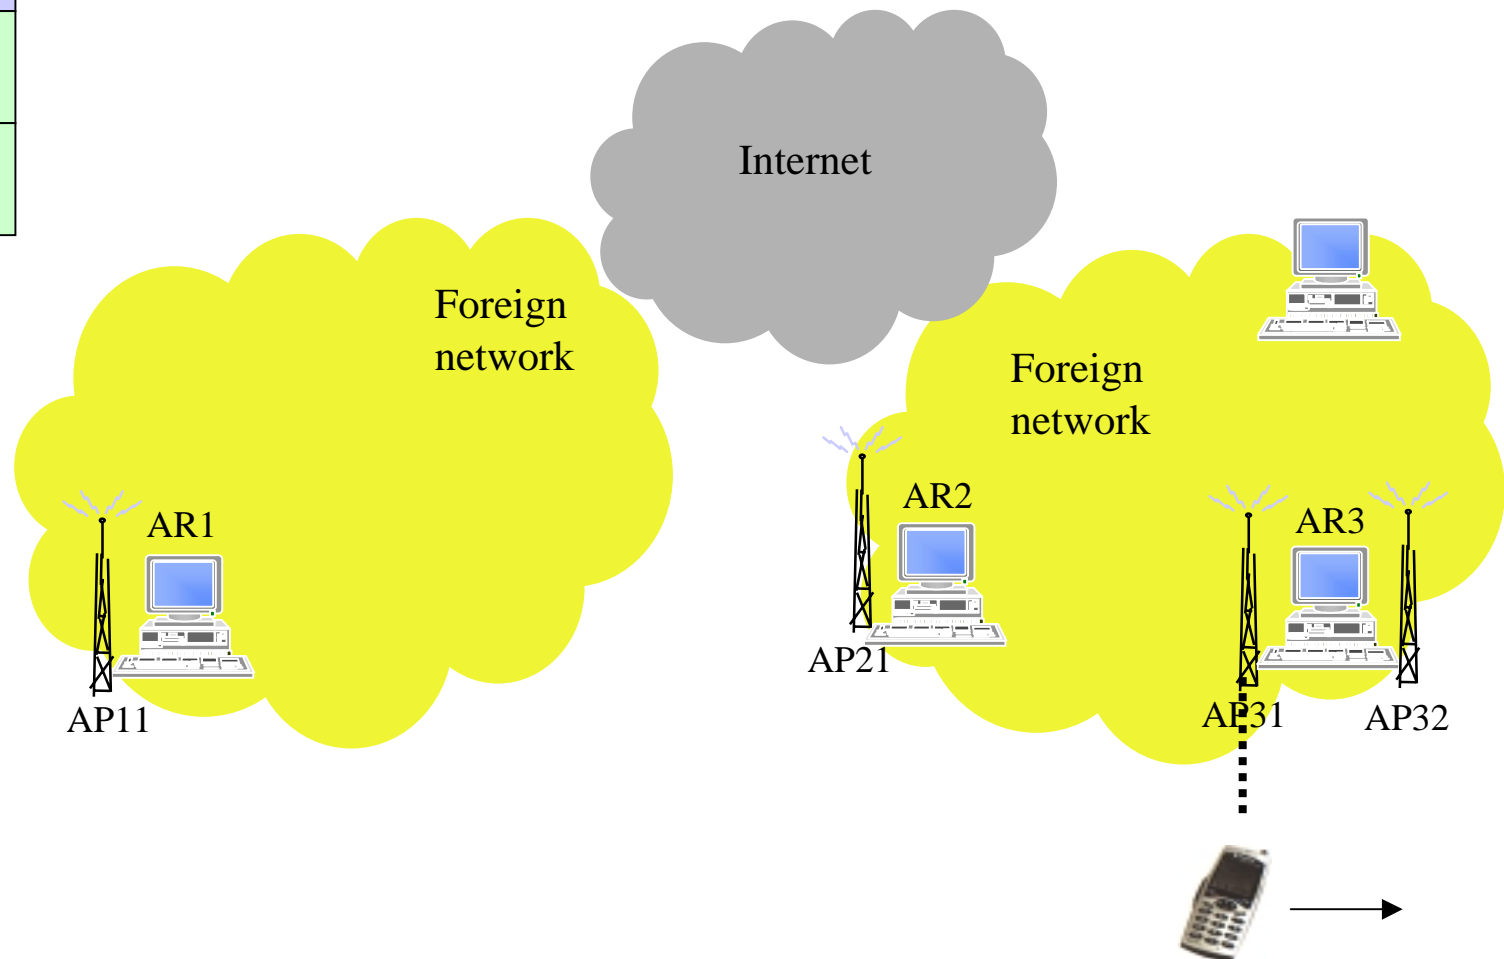 Internet
Foreign
network
Foreign
network
AR1
AR2
AR3
AP11
AP21
AP31
AP32